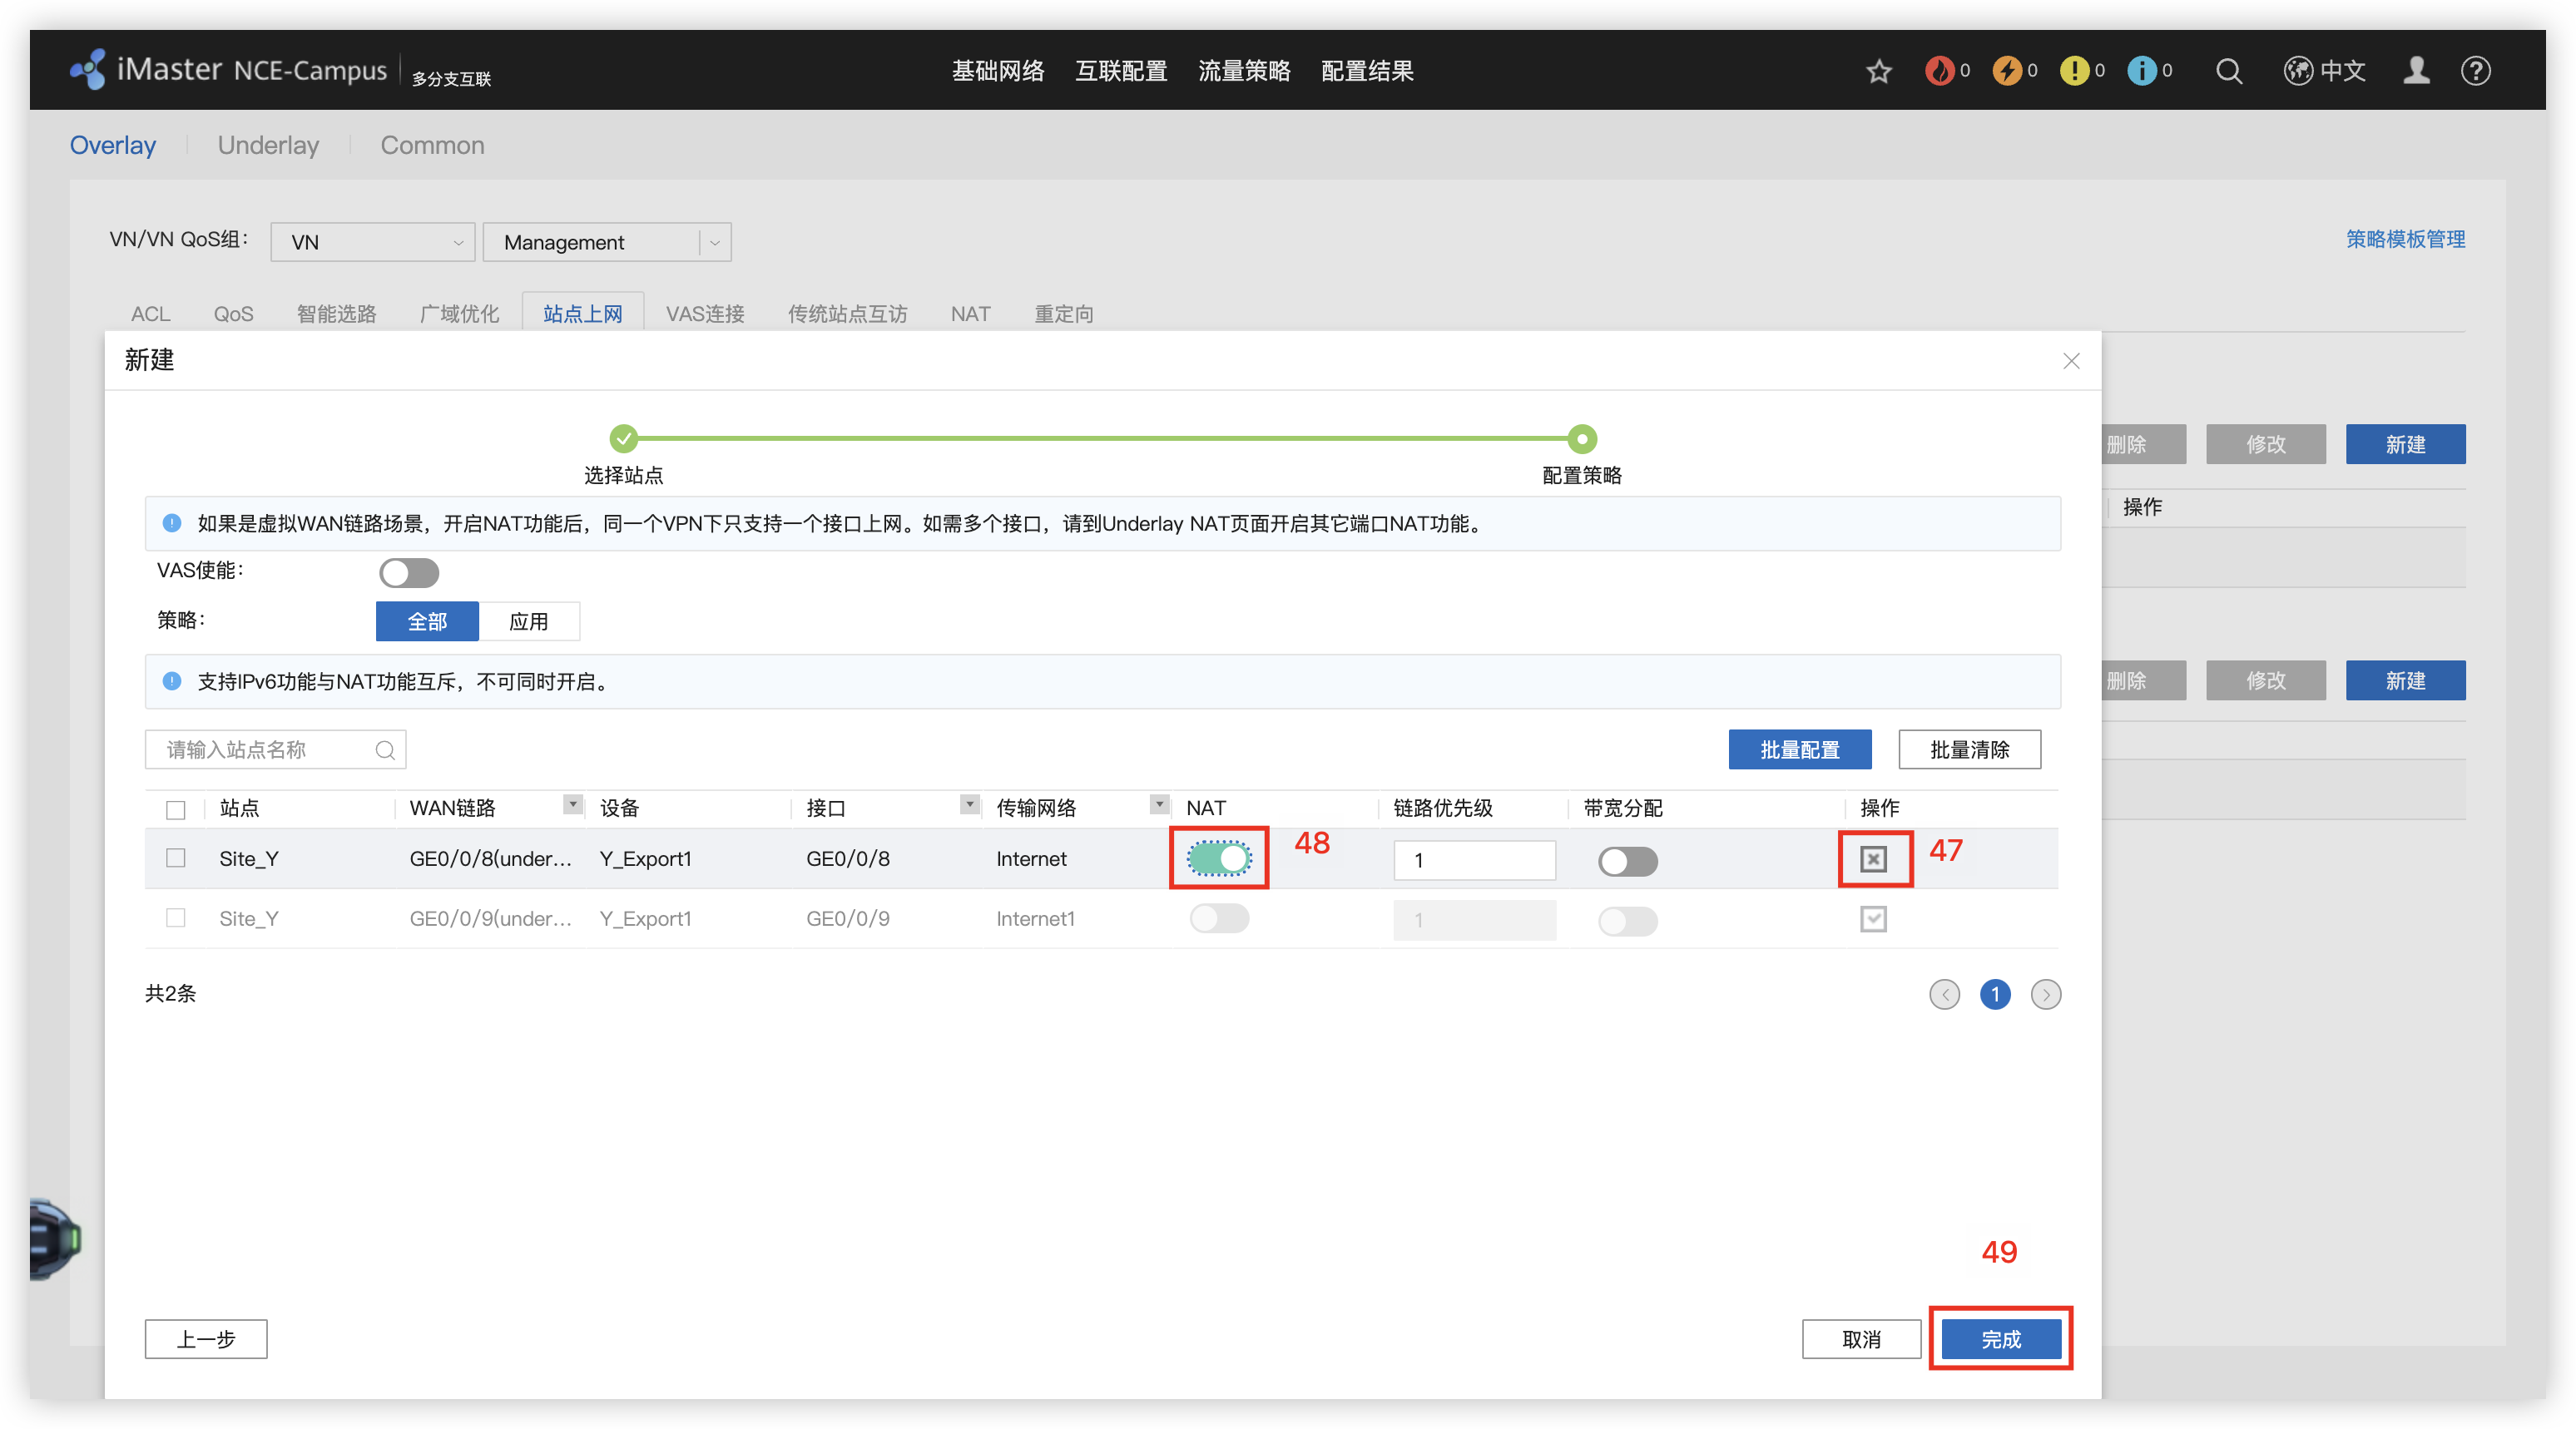 iMaster NCE-Campus 多分支互联 基础网络 互联配置 流量策略 配置结果 0 0 0 0 中文
Overlay Underlay Common
VN/VN QoS组： VN Management 策略模板管理
ACL QoS 智能选路 广域优化 站点上网 VAS连接 传统站点互访 NAT 重定向
新建
删除 修改 新建
选择站点 配置策略
操作
如果是虚拟WAN链路场景，开启NAT功能后，同一个VPN下只支持一个接口上网。如需多个接口，请到Underlay NAT页面开启其它端口NAT功能。
VAS使能：
策略： 全部 应用
支持IPv6功能与NAT功能互斥，不可同时开启。
删除 修改 新建
请输入站点名称 批量配置 批量清除
站点 WAN链路 设备 接口 传输网络 NAT 链路优先级 带宽分配 操作
Site_Y GE0/0/8(under... Y_Export1 GE0/0/8 Internet 48 1 47
Site_Y GE0/0/9(under... Y_Export1 GE0/0/9 Internet1 1
共2条 1
49
上一步 取消 完成